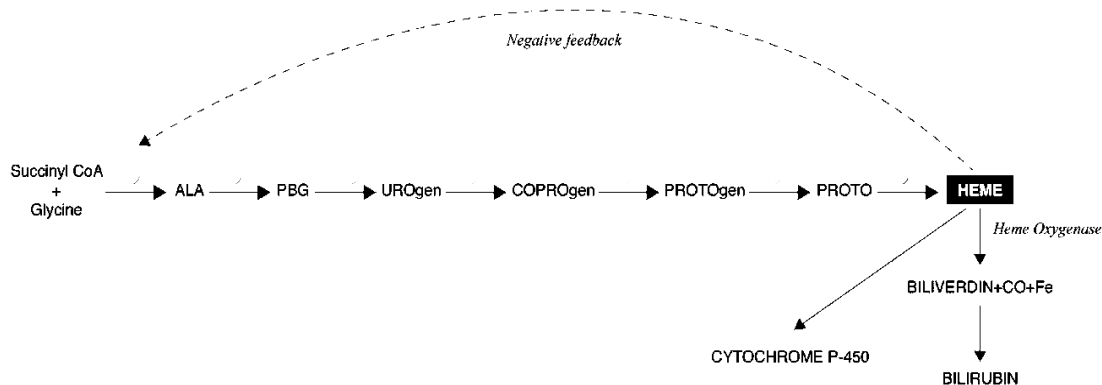 Negative feedback
Succinyl CoA
+
Glycine
ALA
PBG
UROgen
COPROgen
PROTOgen
PROTO
HEME
Heme Oxygenase
BILIVERDIN+CO+Fe
CYTOCHROME P-450
BILIRUBIN